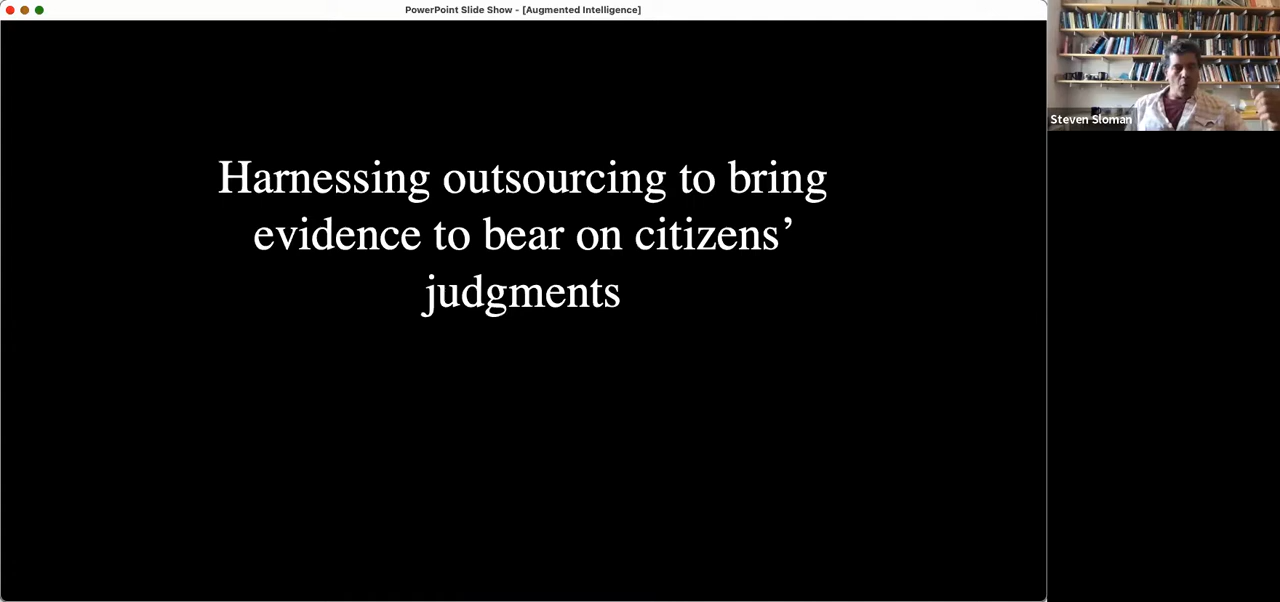 PowerPoint Slide Show - [Augmented Intelligence]
Harnessing outsourcing to bring
evidence to bear on citizens’
judgments
Steven Sloman